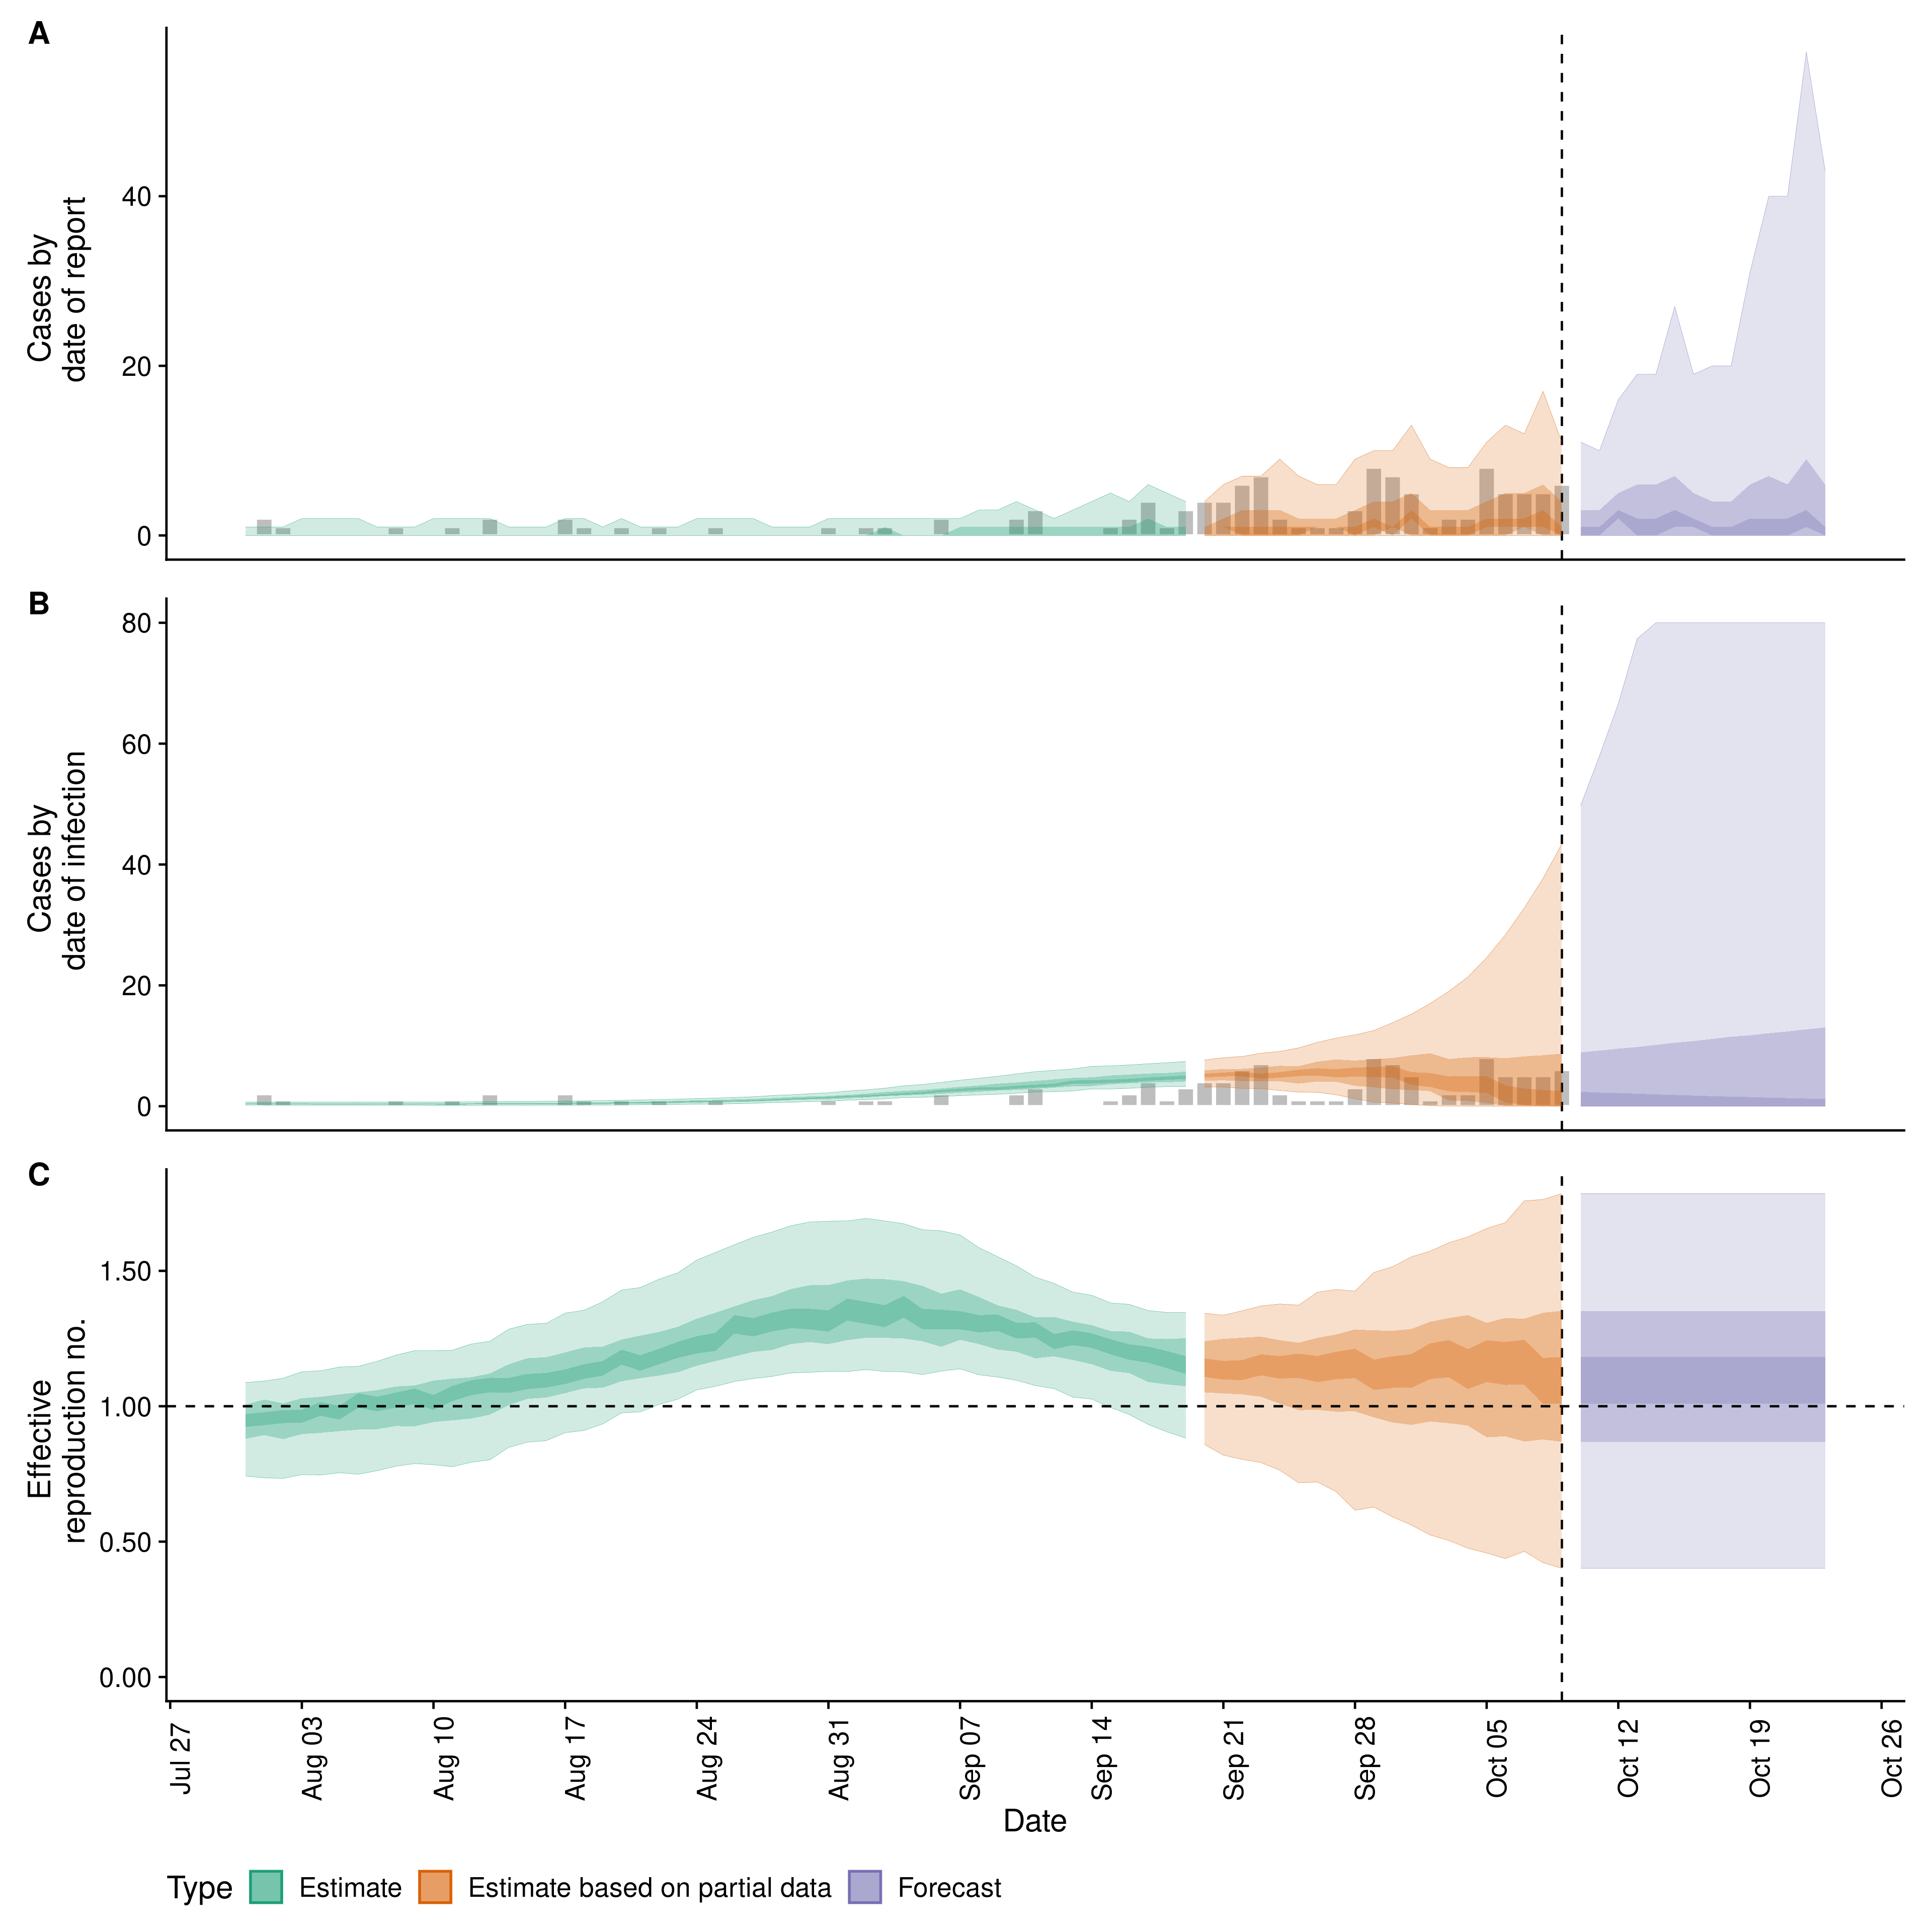 A
Cases by
date of report
40
20
0
B
Cases by
date of infection
80
60
40
20
0
C
Effective
reproduction no.
1.50
1.00
0.50
0.00
Jul 27
Aug 03
Aug 10
Aug 17
Aug 24
Aug 31
Sep 07
Sep 14
Sep 21
Sep 28
Oct 05
Oct 12
Oct 19
Oct 26
Date
Type Estimate Estimate based on partial data Forecast